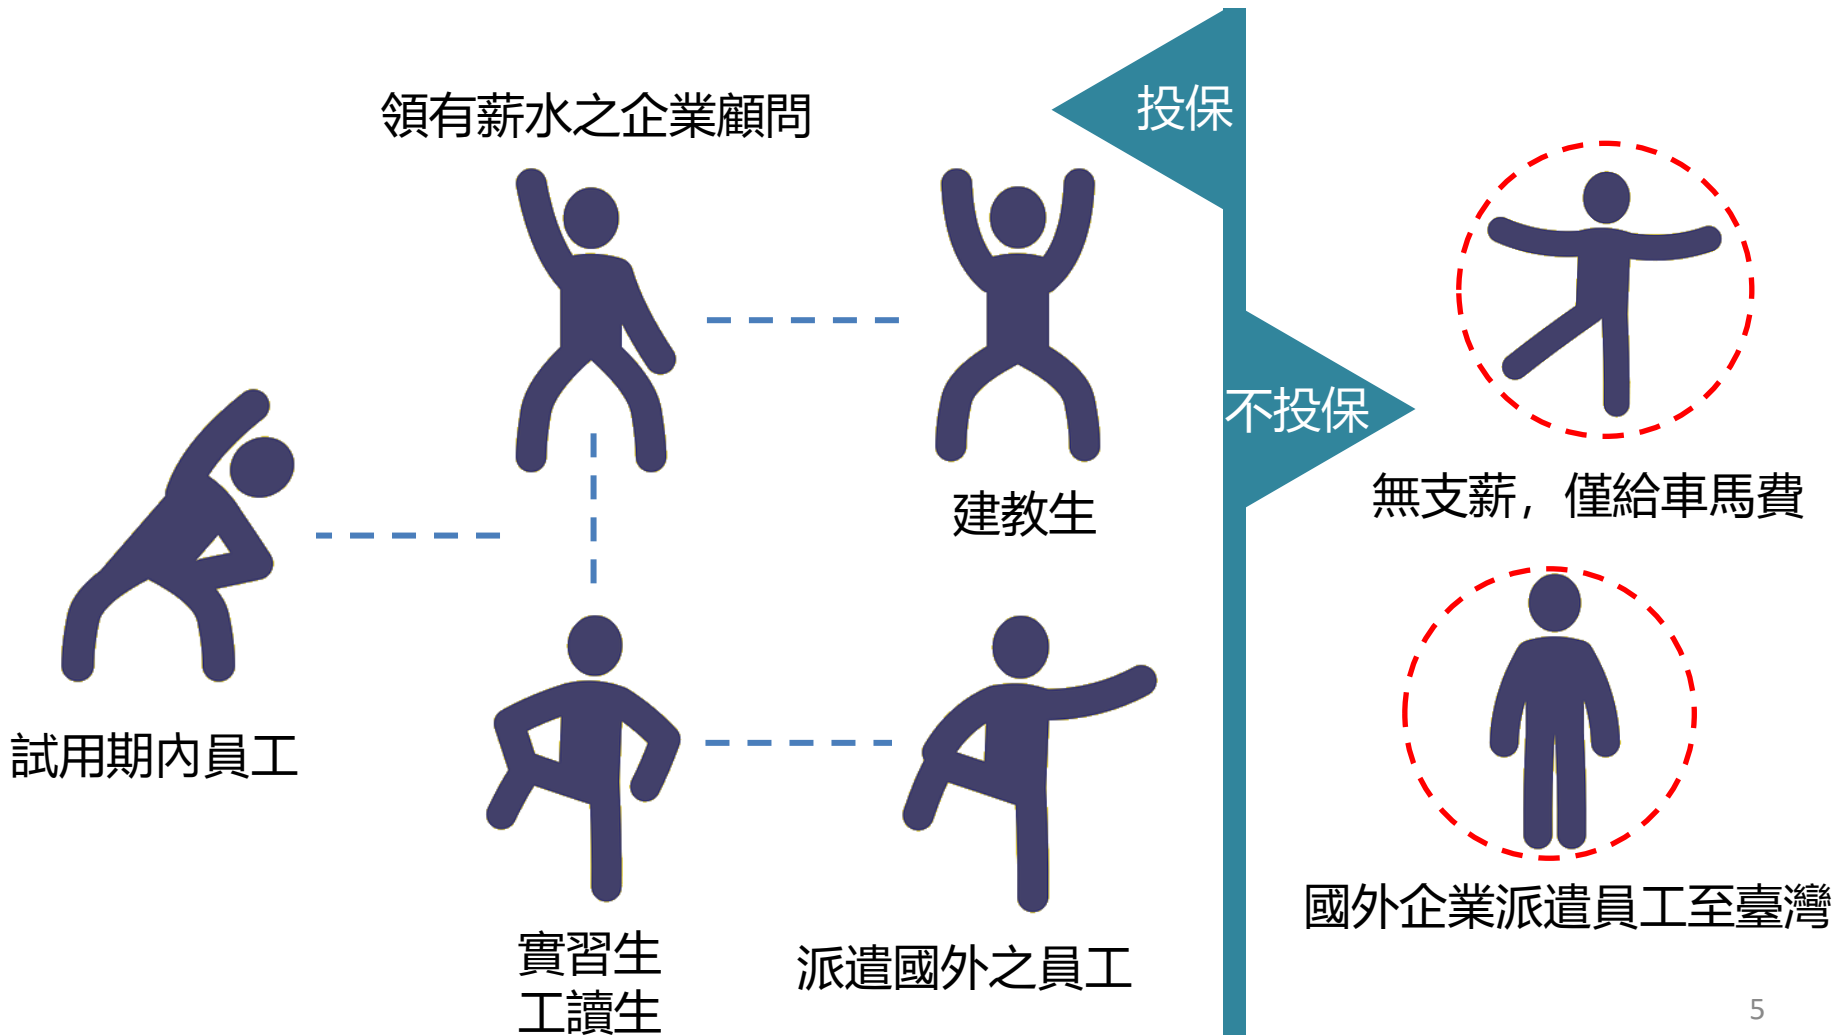 領有薪水之企業顧問
投保
建教生
不投保
無支薪，僅給車馬費
試用期內員工
實習生
工讀生
派遣國外之員工
國外企業派遣員工至臺灣
5